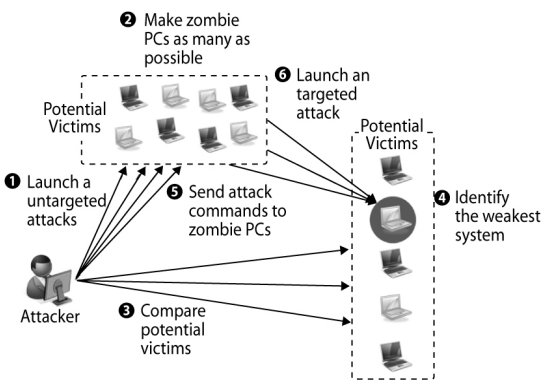 ❷ Make zombie
PCs as many as
possible
❻ Launch an
targeted
attack
Potential
Victims
Potential
Victims
❶ Launch a
untargeted
attacks
❺ Send attack
commands to
zombie PCs
❹ Identify
the weakest
system
Attacker
❸ Compare
potential
victims